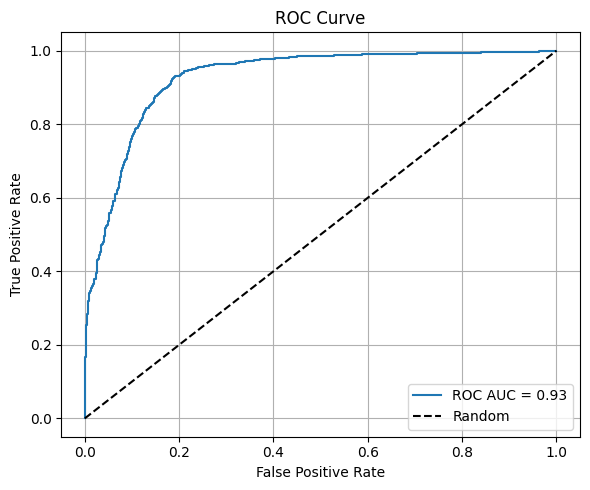 ROC Curve
1.0
0.8
0.6
0.4
0.2
0.0
True Positive Rate
0.0 0.2 0.4 0.6 0.8 1.0
False Positive Rate
ROC AUC = 0.93
Random